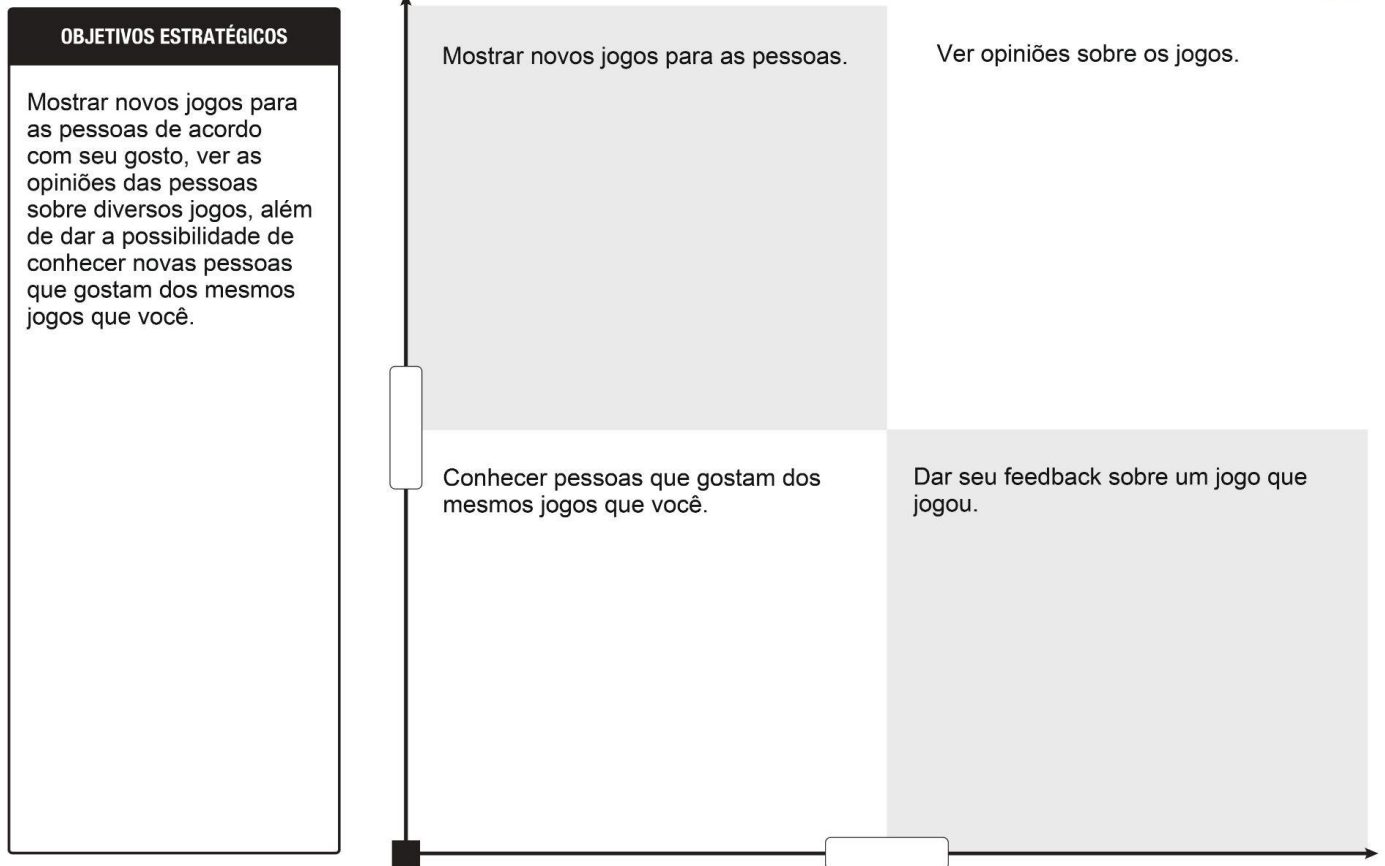 OBJETIVOS ESTRATÉGICOS
Mostrar novos jogos para
as pessoas de acordo
com seu gosto, ver as
opiniões das pessoas
sobre diversos jogos, além
de dar a possibilidade de
conhecer novas pessoas
que gostam dos mesmos
jogos que você.
Mostrar novos jogos para as pessoas.
Ver opiniões sobre os jogos.
Conhecer pessoas que gostam dos
mesmos jogos que você.
Dar seu feedback sobre um jogo que
jogou.